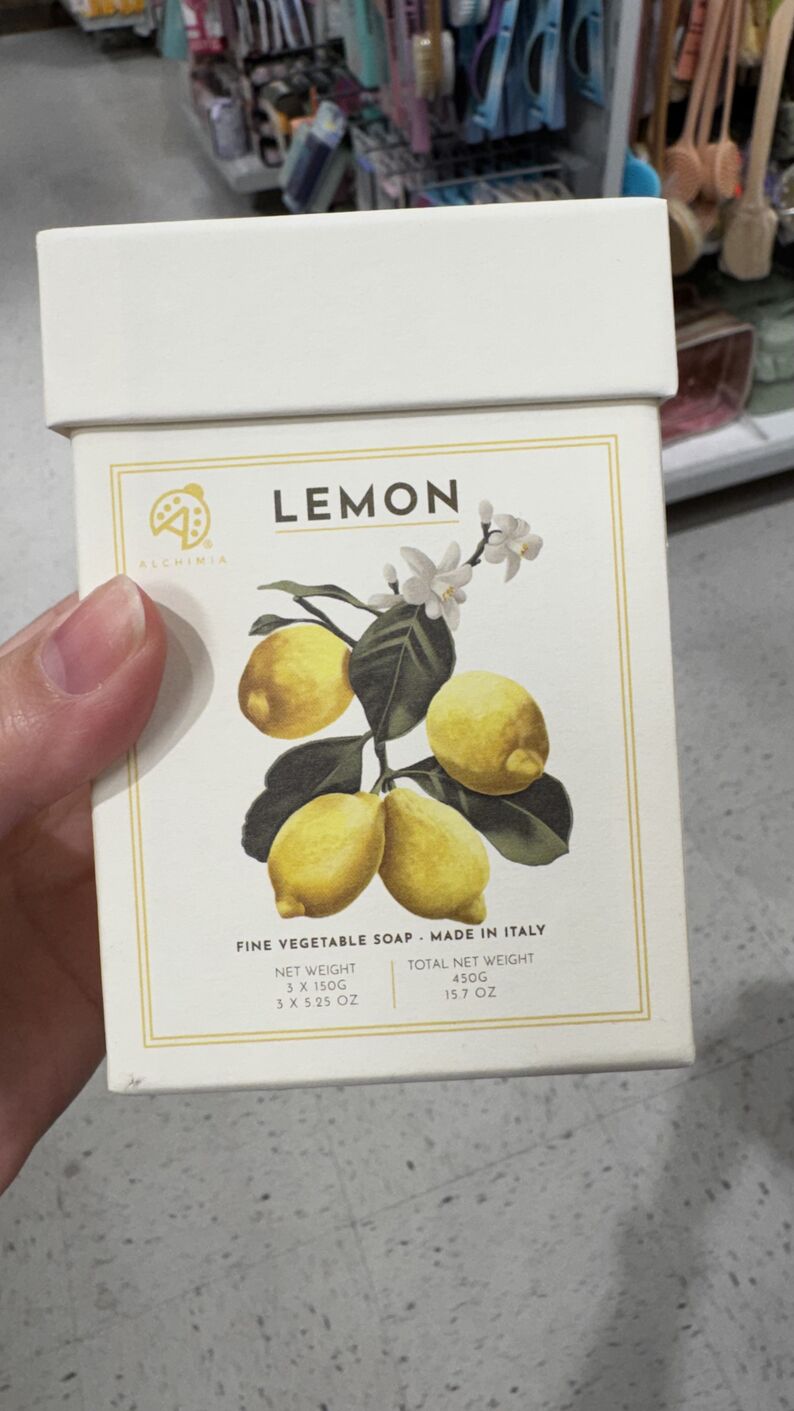 LEMON
ALCHIMIA
FINE VEGETABLE SOAP · MADE IN ITALY
NET WEIGHT
3 X 150G
3 X 5.25 OZ
TOTAL NET WEIGHT
450G
15.7 OZ